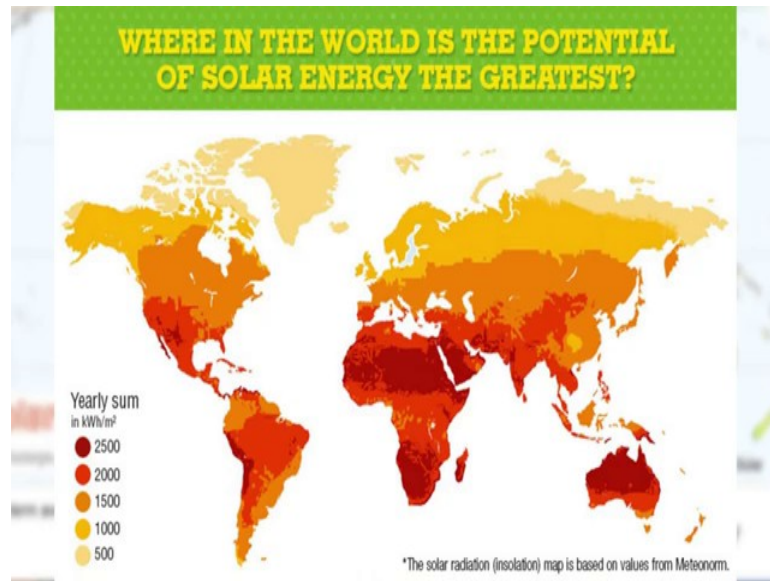 WHERE IN THE WORLD IS THE POTENTIAL
OF SOLAR ENERGY THE GREATEST?
Yearly sum
in kWh/m²
2500
2000
1500
1000
500
*The solar radiation (insolation) map is based on values from Meteonorm.